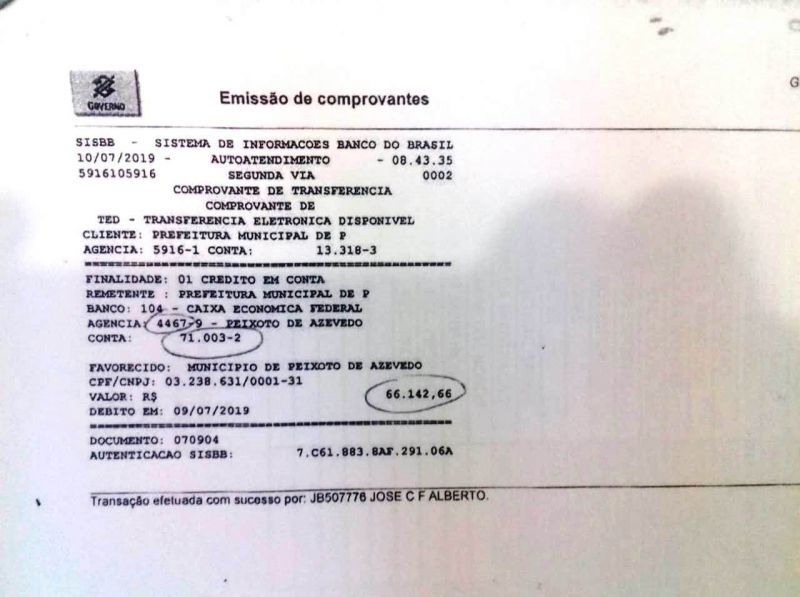 GOVERNO
Emissão de comprovantes
G
SISBB - SISTEMA DE INFORMACOES BANCO DO BRASIL
10/07/2019 - AUTOATENDIMENTO - 08.43.35
5916105916 SEGUNDA VIA 0002
COMPROVANTE DE TRANSFERENCIA
COMPROVANTE DE
TED - TRANSFERENCIA ELETRONICA DISPONIVEL
CLIENTE: PREFEITURA MUNICIPAL DE P
AGENCIA: 5916-1 CONTA: 13.318-3
FINALIDADE: 01 CREDITO EM CONTA
REMETENTE : PREFEITURA MUNICIPAL DE P
BANCO: 104 - CAIXA ECONOMICA FEDERAL
AGENCIA: 4467-9 - PEIXOTO DE AZEVEDO
CONTA: 71.003-2
FAVORECIDO: MUNICIPIO DE PEIXOTO DE AZEVEDO
CPF/CNPJ: 03.238.631/0001-31
VALOR: R$ 66.142,66
DEBITO EM: 09/07/2019
DOCUMENTO: 070904
AUTENTICACAO SISBB: 7.C61.883.8AF.291.06A
Transação efetuada com sucesso por: JB507776 JOSE C F ALBERTO.